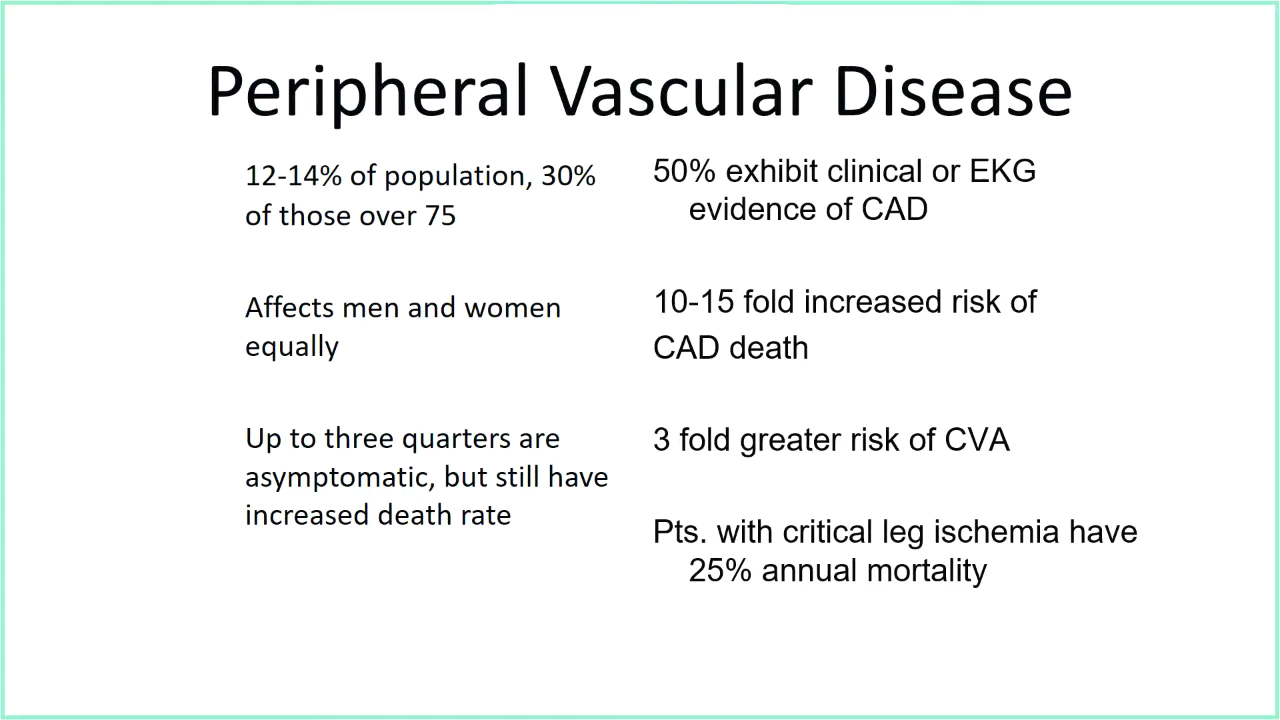 Peripheral Vascular Disease
12-14% of population, 30%
of those over 75
Affects men and women
equally
Up to three quarters are
asymptomatic, but still have
increased death rate
50% exhibit clinical or EKG
evidence of CAD
10-15 fold increased risk of
CAD death
3 fold greater risk of CVA
Pts. with critical leg ischemia have
25% annual mortality